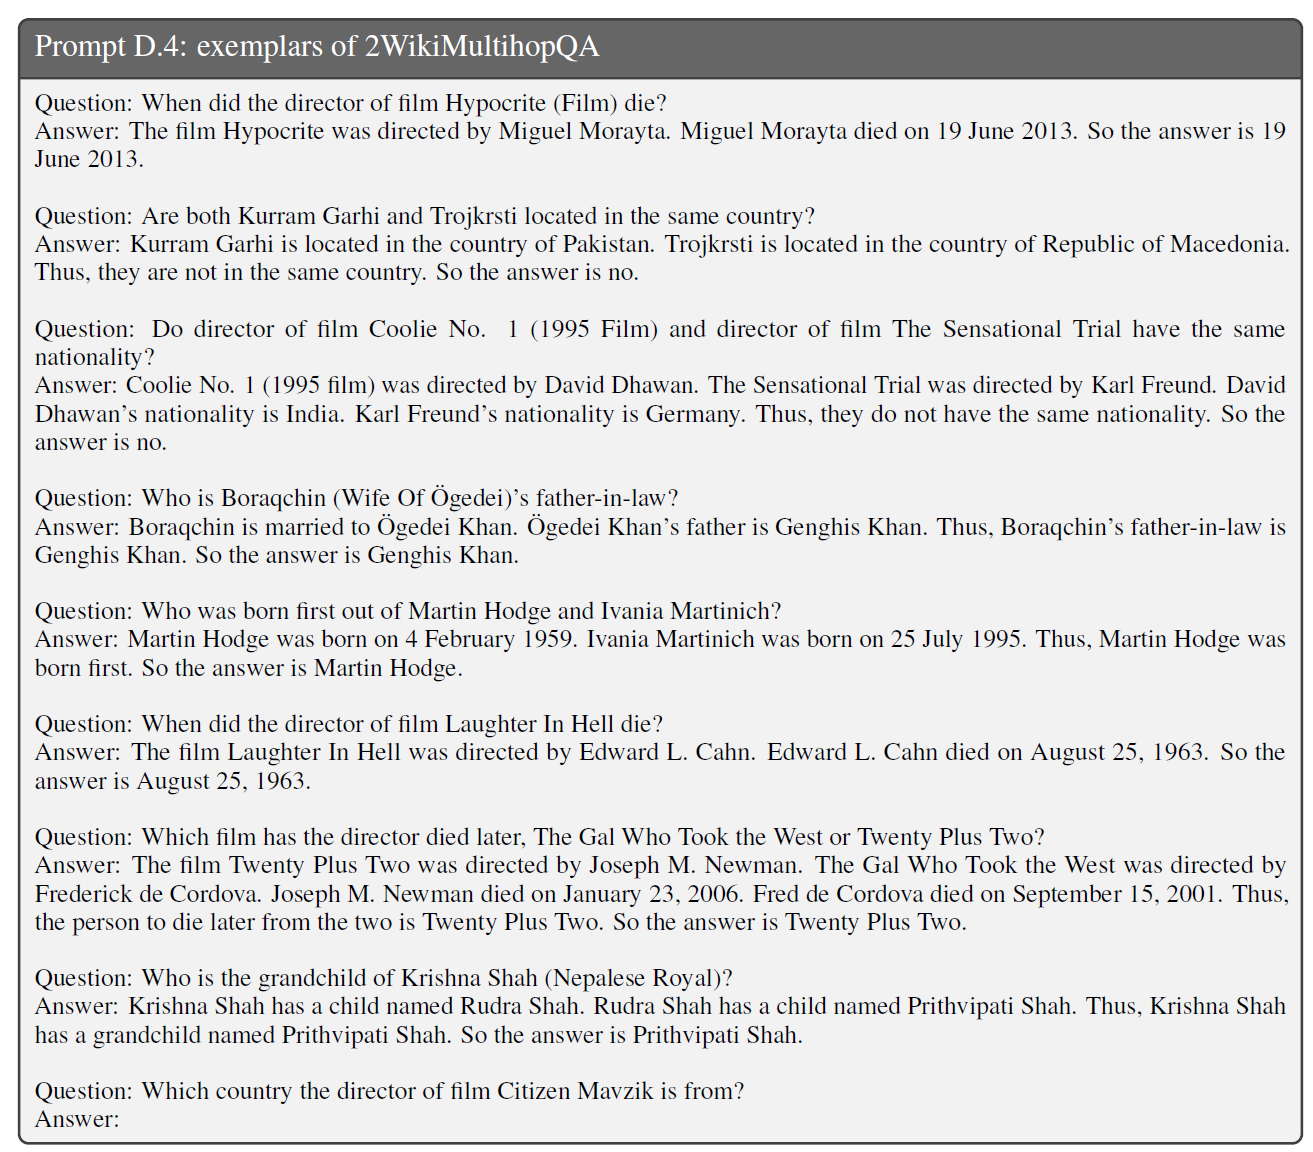 Prompt D.4: exemplars of 2WikiMultihopQA
Question: When did the director of film Hypocrite (Film) die?
Answer: The film Hypocrite was directed by Miguel Morayta. Miguel Morayta died on 19 June 2013. So the answer is 19
June 2013.
Question: Are both Kurram Garhi and Trojkrsti located in the same country?
Answer: Kurram Garhi is located in the country of Pakistan. Trojkrsti is located in the country of Republic of Macedonia.
Thus, they are not in the same country. So the answer is no.
Question: Do director of film Coolie No. 1 (1995 Film) and director of film The Sensational Trial have the same
nationality?
Answer: Coolie No. 1 (1995 film) was directed by David Dhawan. The Sensational Trial was directed by Karl Freund. David
Dhawan's nationality is India. Karl Freund's nationality is Germany. Thus, they do not have the same nationality. So the
answer is no.
Question: Who is Boraqchin (Wife Of Ögedei)'s father-in-law?
Answer: Boraqchin is married to Ögedei Khan. Ögedei Khan's father is Genghis Khan. Thus, Boraqchin's father-in-law is
Genghis Khan. So the answer is Genghis Khan.
Question: Who was born first out of Martin Hodge and Ivania Martinich?
Answer: Martin Hodge was born on 4 February 1959. Ivania Martinich was born on 25 July 1995. Thus, Martin Hodge was
born first. So the answer is Martin Hodge.
Question: When did the director of film Laughter In Hell die?
Answer: The film Laughter In Hell was directed by Edward L. Cahn. Edward L. Cahn died on August 25, 1963. So the
answer is August 25, 1963.
Question: Which film has the director died later, The Gal Who Took the West or Twenty Plus Two?
Answer: The film Twenty Plus Two was directed by Joseph M. Newman. The Gal Who Took the West was directed by
Frederick de Cordova. Joseph M. Newman died on January 23, 2006. Fred de Cordova died on September 15, 2001. Thus,
the person to die later from the two is Twenty Plus Two. So the answer is Twenty Plus Two.
Question: Who is the grandchild of Krishna Shah (Nepalese Royal)?
Answer: Krishna Shah has a child named Rudra Shah. Rudra Shah has a child named Prithvipati Shah. Thus, Krishna Shah
has a grandchild named Prithvipati Shah. So the answer is Prithvipati Shah.
Question: Which country the director of film Citizen Mavzik is from?
Answer: